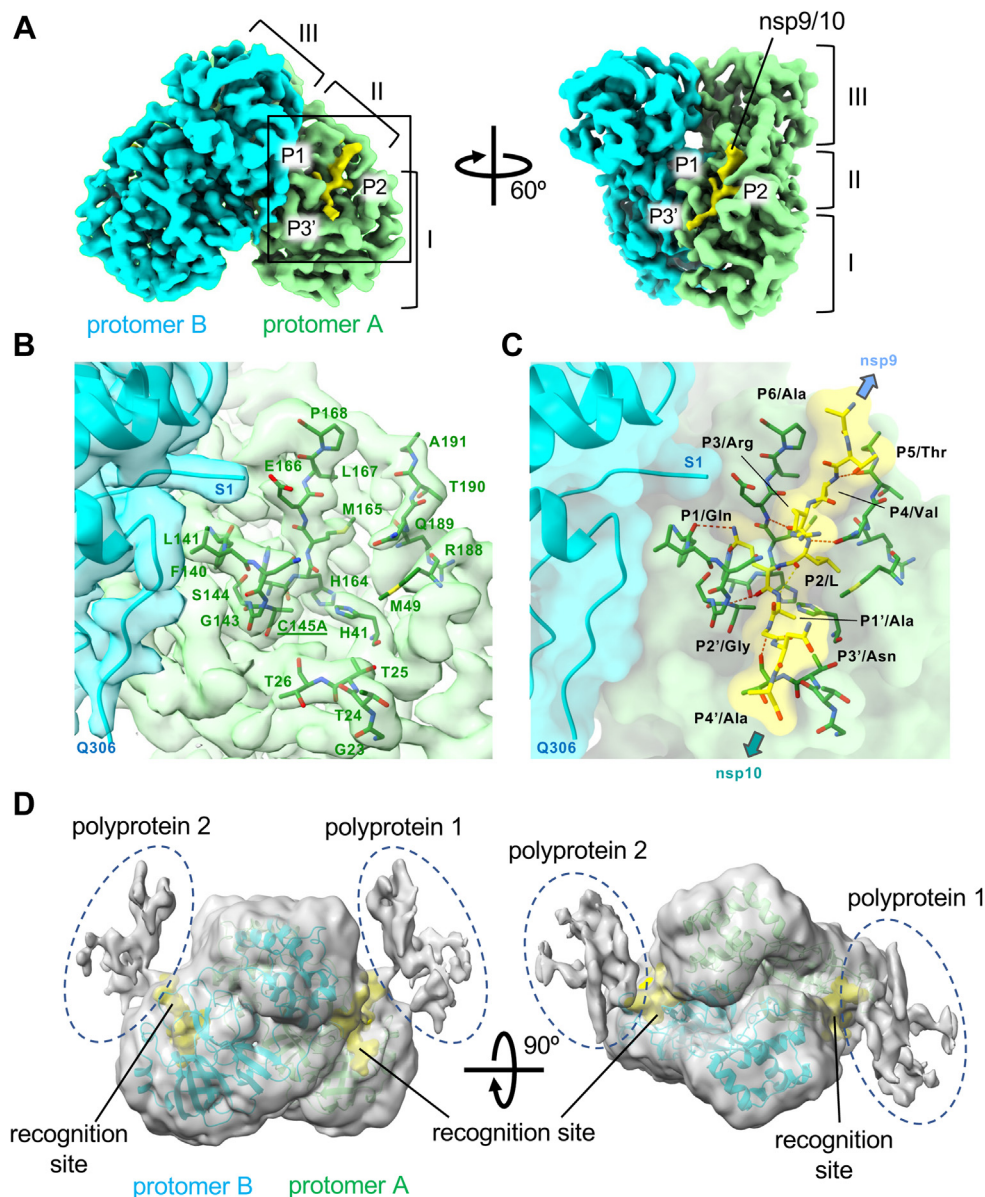 A
III
II
P1
P2
P3'
I
protomer B
protomer A
60º
nsp9/10
P1
P2
P3'
III
II
I
B
P168
A191
E166
L167
T190
S1
M165
Q189
L141
R188
F140
H164
S144
M49
G143
C145A
H41
T25
T26
T24
G23
Q306
C
nsp9
P6/Ala
P3/Arg
P5/Thr
S1
P1/Gln
P4/Val
P2/L
P1'/Ala
P2'/Gly
P3'/Asn
P4'/Ala
Q306
nsp10
D
polyprotein 2
polyprotein 1
recognition
site
recognition site
protomer B
protomer A
90º
polyprotein 2
polyprotein 1
recognition
site